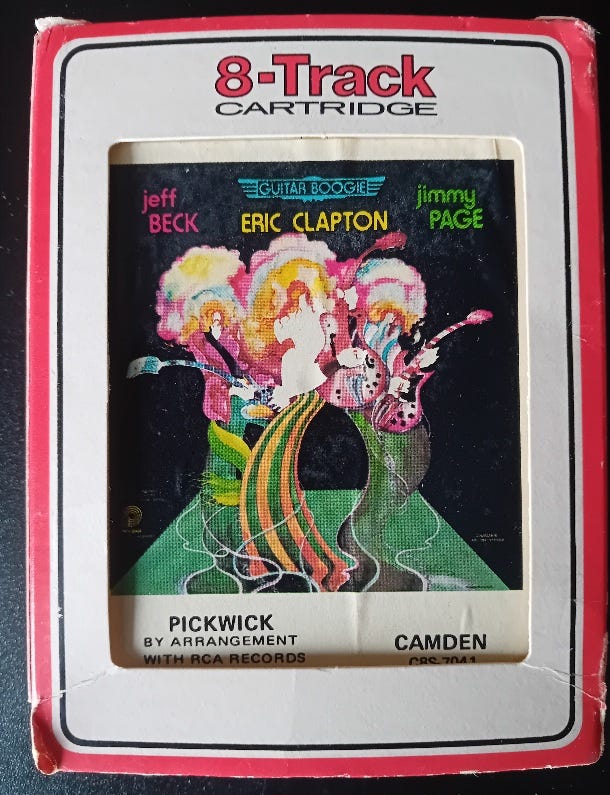 8-Track
CARTRIDGE
GUITAR BOOGIE
jeff
BECK
ERIC CLAPTON
jimmy
PAGE
PICKWICK
BY ARRANGEMENT
WITH RCA RECORDS
CAMDEN
C8S-7041